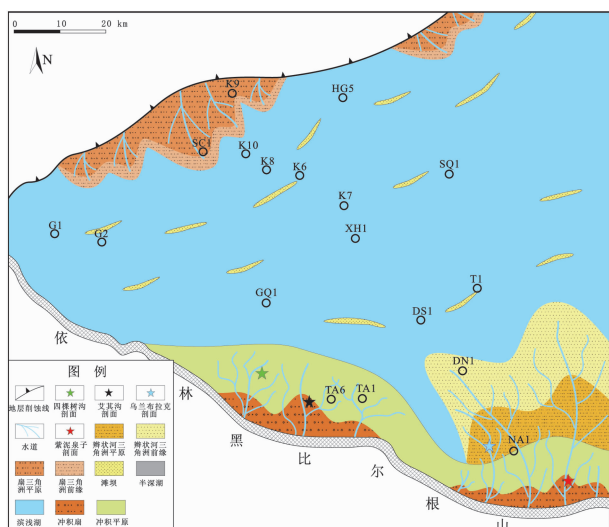 0 10 20 km
N
K9
HG5
SC1
K10
K8
K6
SQ1
K7
G1
G2
XH1
T1
GQ1
DS1
DN1
TA6
TA1
NA1
依林黑比尔根山
图例
地层削蚀线
四棵树沟剖面
艾其沟剖面
乌兰布拉克剖面
水道
紫泥泉子剖面
辫状河三角洲平原
辫状河三角洲前缘
扇三角洲平原
扇三角洲前缘
滩坝
半深湖
滨浅湖
冲积扇
冲积平原